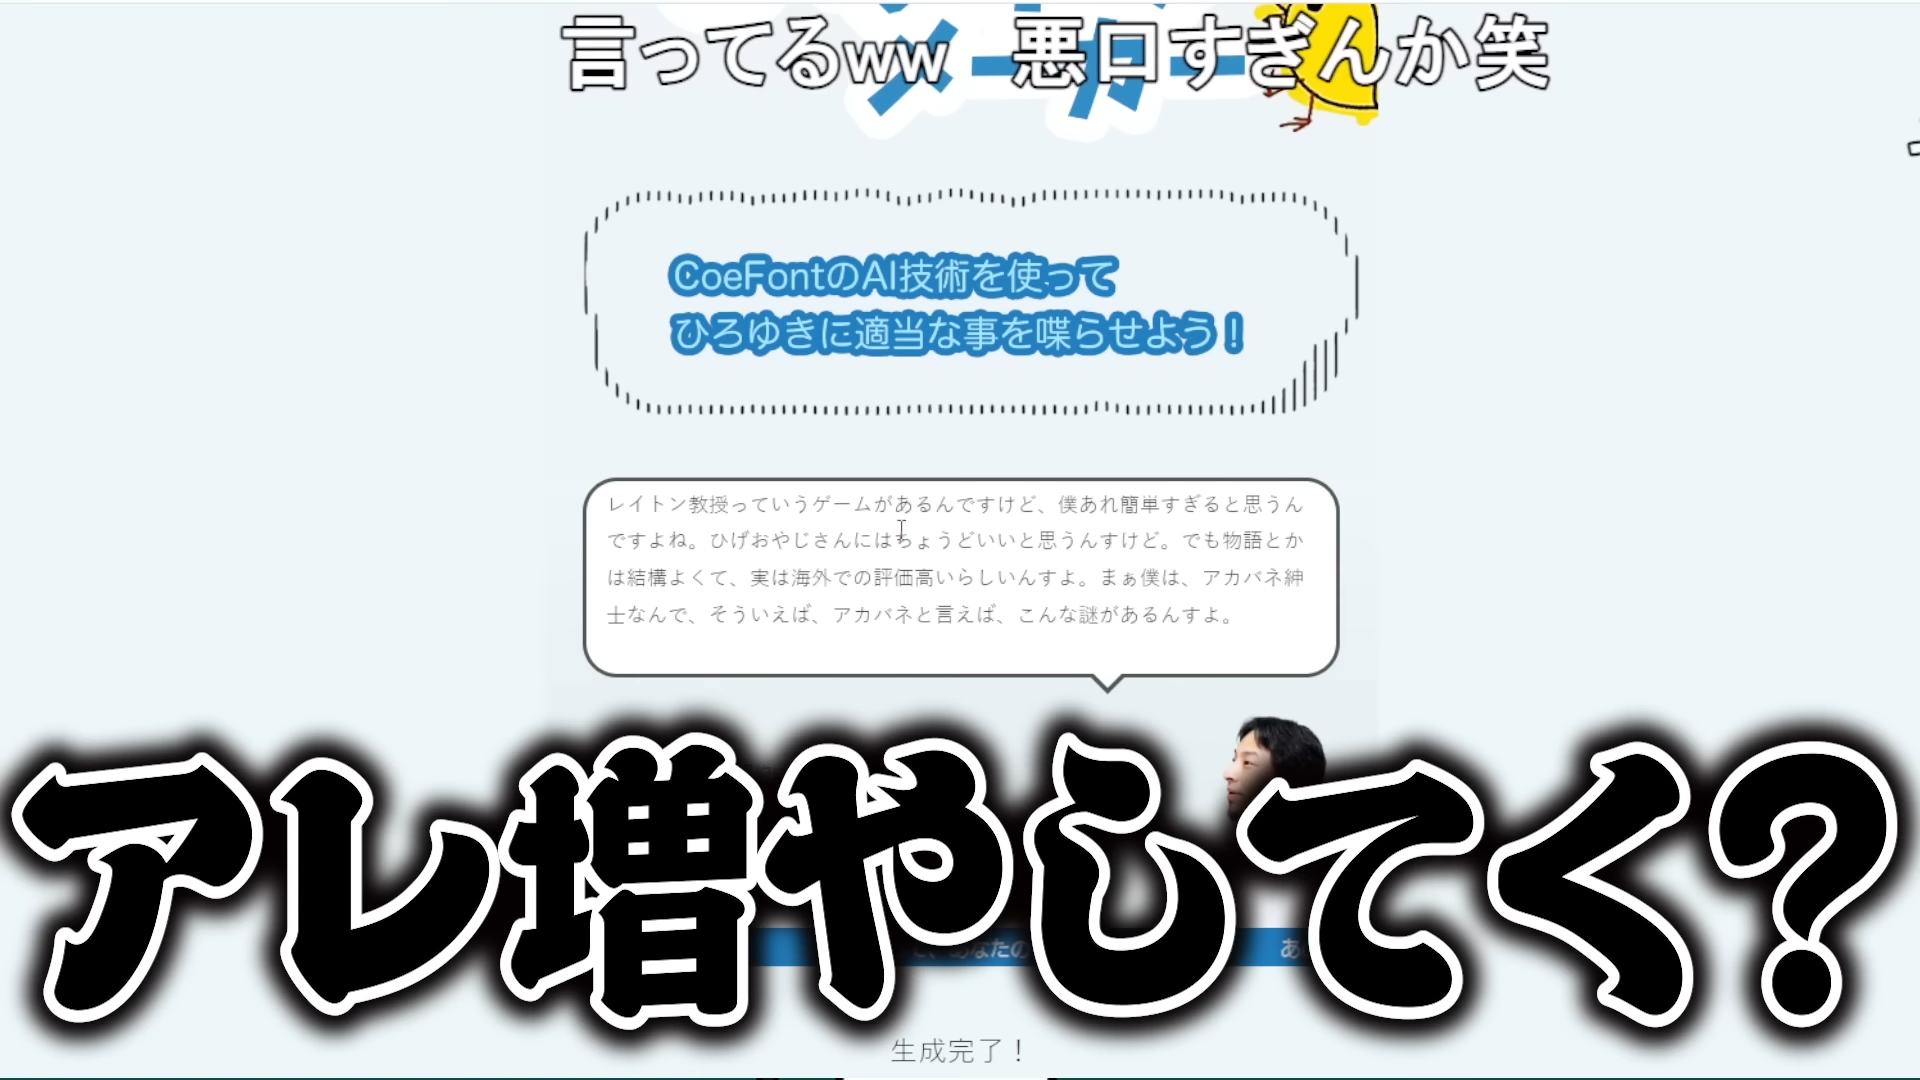 言ってるww 悪口すぎんか笑
メーカー
CoeFontのAI技術を使って
ひろゆきに適当な事を喋らせよう！
レイトン教授っていうゲームがあるんですけど、僕あれ簡単すぎると思うん
ですよね。ひげおやじさんにはちょうどいいと思うんすけど。でも物語とか
は結構よくて、実は海外での評価高いらしいんすよ。まぁ僕は、アカバネ紳
士なんで、そういえば、アカバネと言えば、こんな謎があるんすよ。
アレ増やしてく?
あなたの
あ
生成完了！